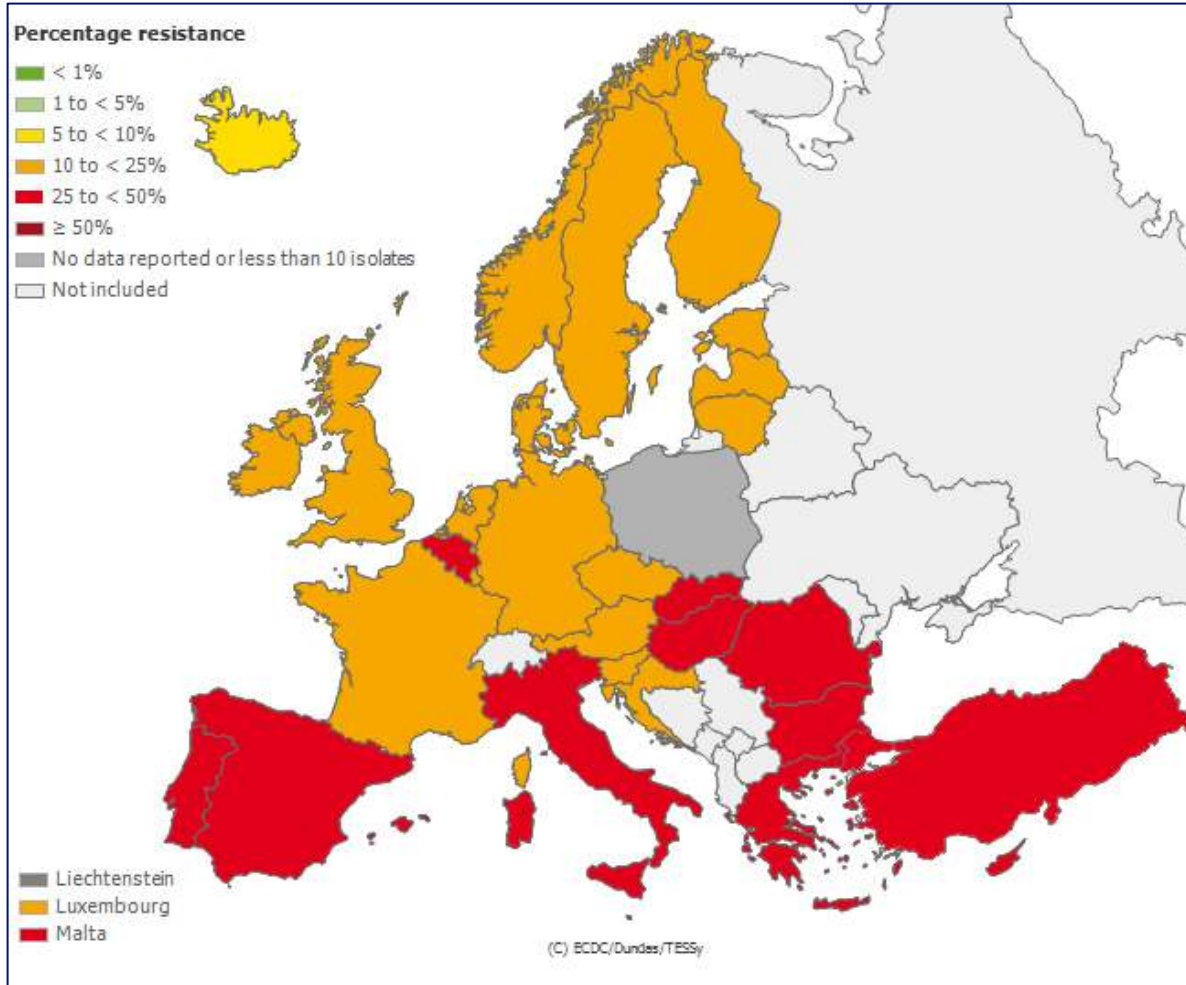 Percentage resistance
< 1%
1 to < 5%
5 to < 10%
10 to < 25%
25 to < 50%
≥ 50%
No data reported or less than 10 isolates
Not included
Liechtenstein
Luxembourg
Malta
(C) ECDC/Dundas/TESSy